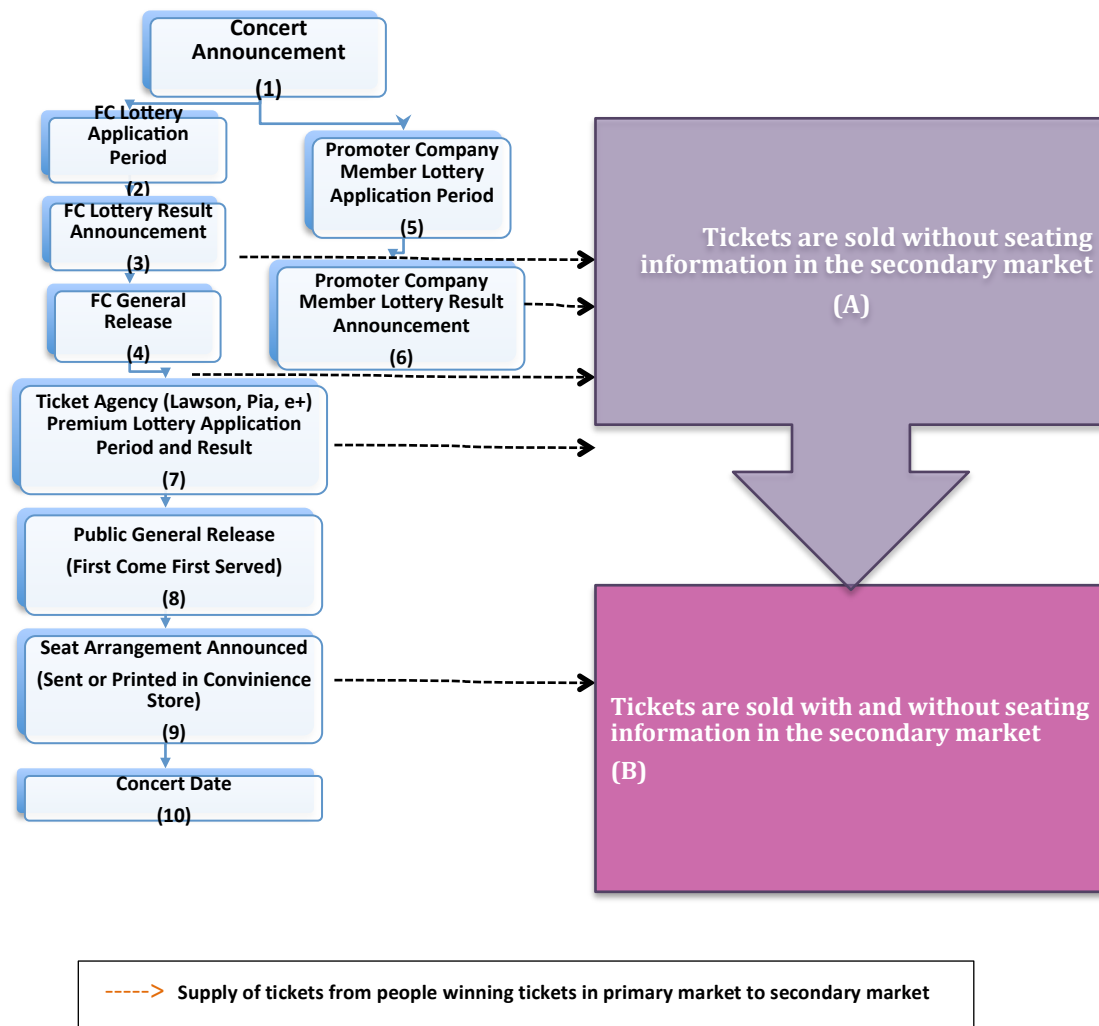 Concert
Announcement
(1)
FC Lottery
Application
Period
(2)
FC Lottery Result
Announcement
(3)
FC General
Release
(4)
Promoter Company
Member Lottery
Application Period
(5)
Promoter Company
Member Lottery Result
Announcement
(6)
Ticket Agency (Lawson, Pia, e+)
Premium Lottery Application
Period and Result
(7)
Public General Release
(First Come First Served)
(8)
Seat Arrangement Announced
(Sent or Printed in Convinience
Store)
(9)
Concert Date
(10)
Tickets are sold without seating
information in the secondary market
(A)
Tickets are sold with and without seating
information in the secondary market
(B)
Supply of tickets from people winning tickets in primary market to secondary market